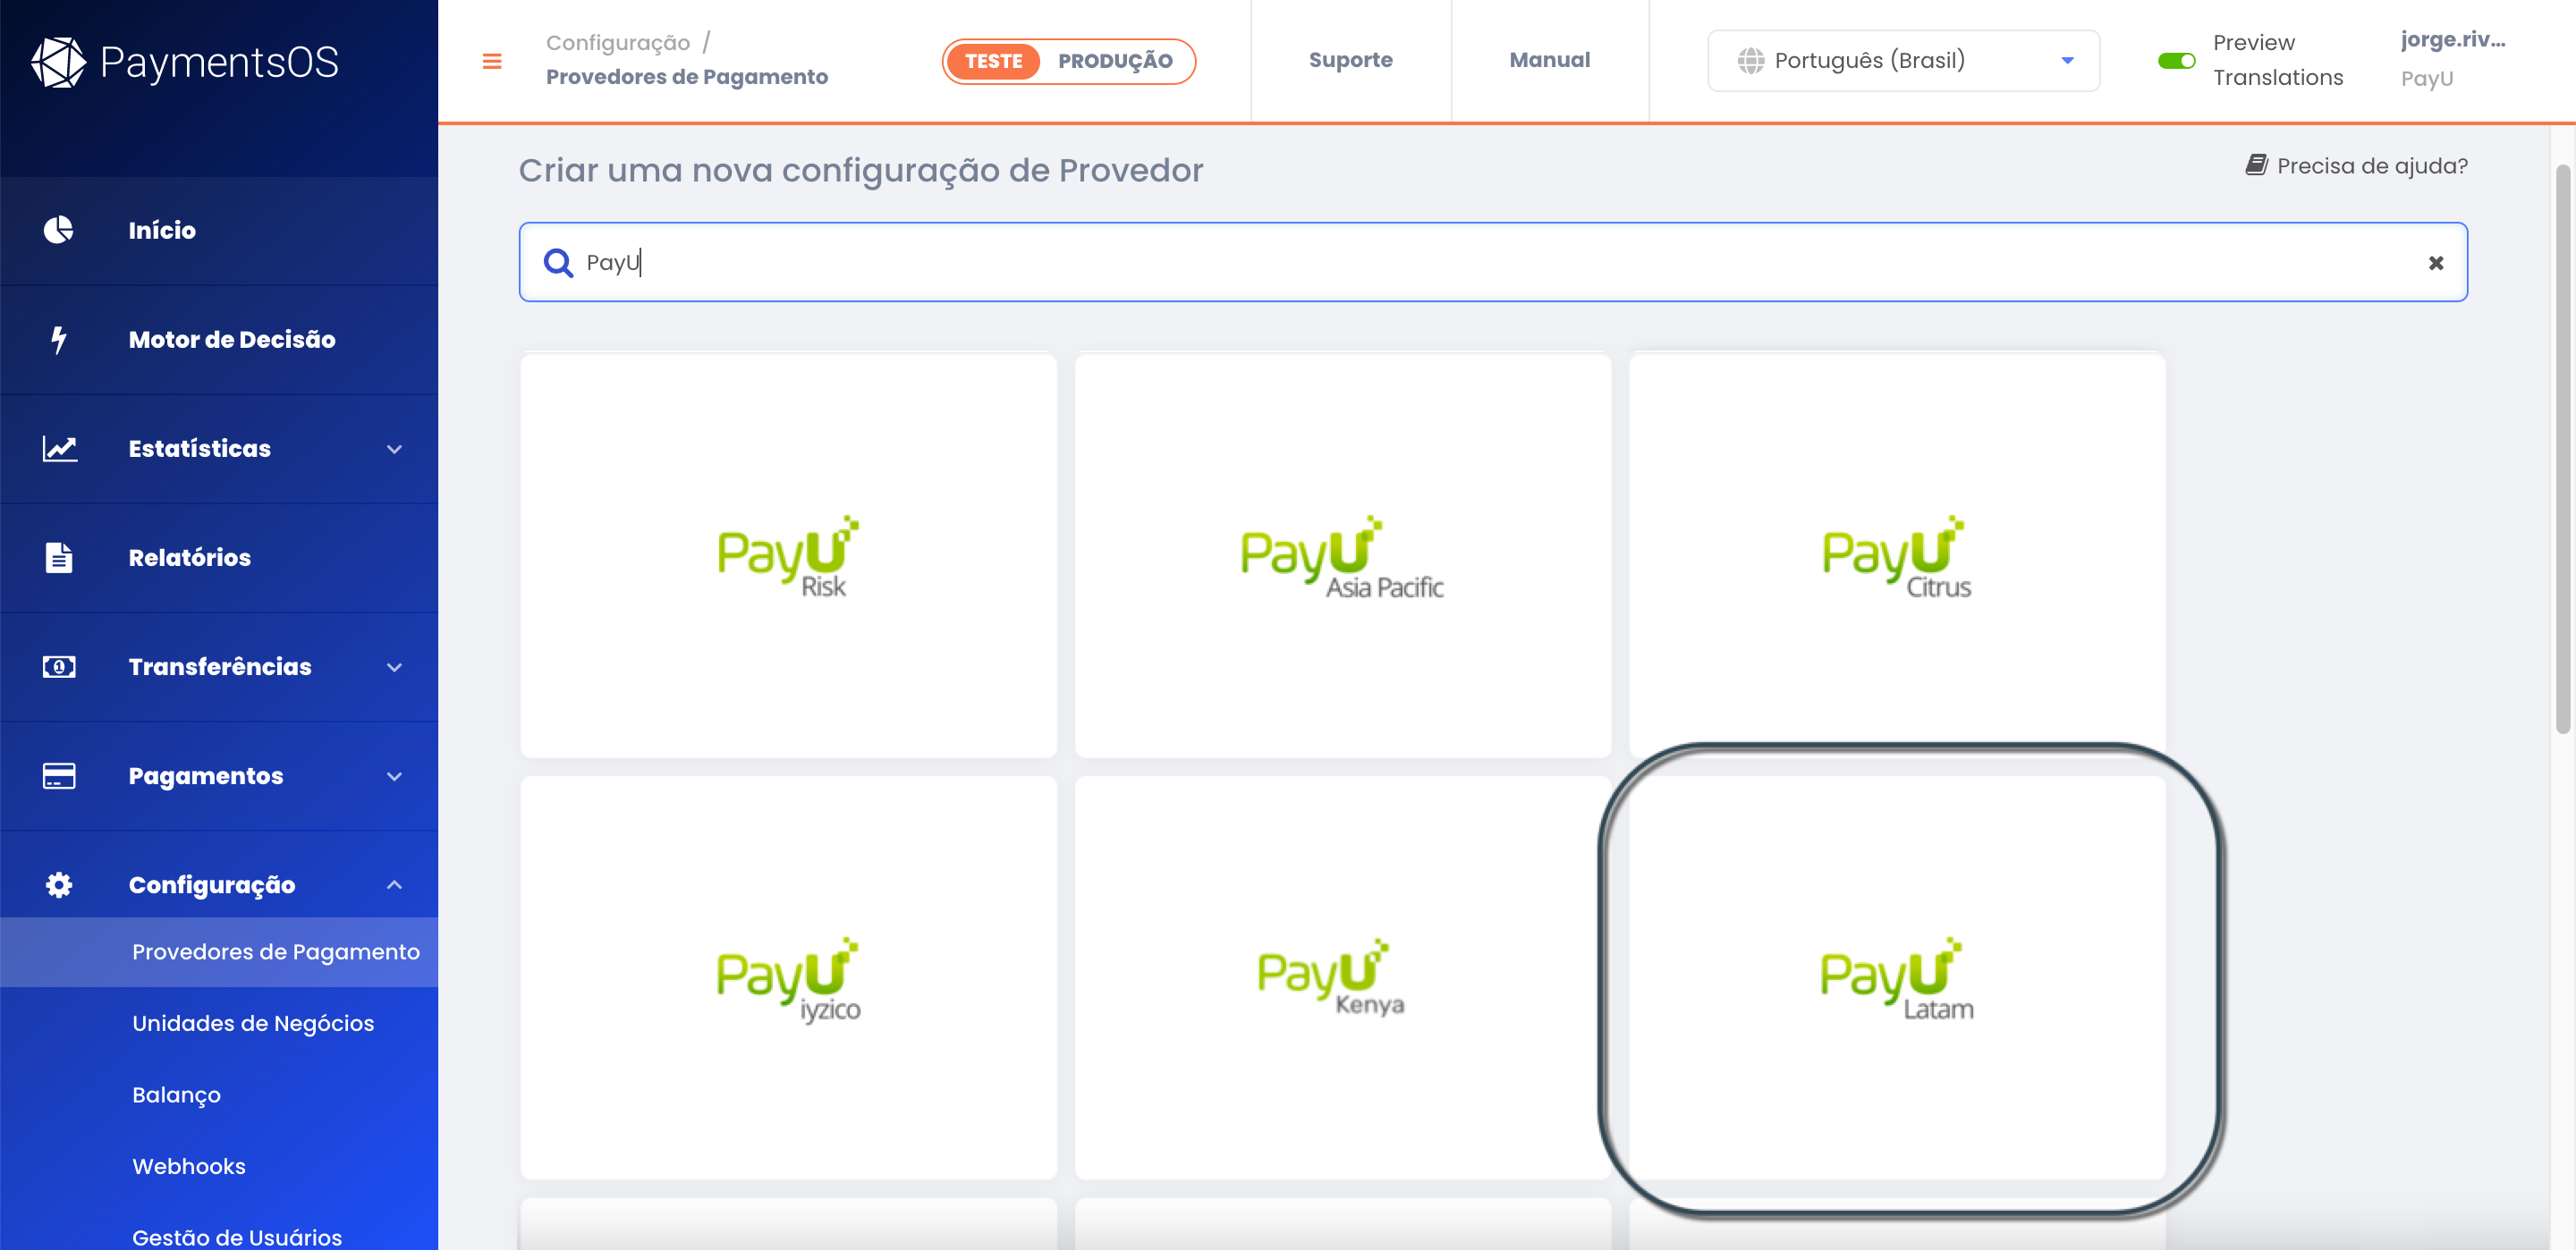 PaymentsOS
Início
Motor de Decisão
Estatísticas
Relatórios
Transferências
Pagamentos
Configuração
Provedores de Pagamento
Unidades de Negócios
Balanço
Webhooks
Gestão de Usuários
Configuração /
Provedores de Pagamento
TESTE PRODUÇÃO
Suporte
Manual
Português (Brasil)
Preview
Translations
jorge.riv...
PayU
Criar uma nova configuração de Provedor
Precisa de ajuda?
PayU
PayU
Risk
PayU
Asia Pacific
PayU
Citrus
PayU
iyzico
PayU
Kenya
PayU
Latam